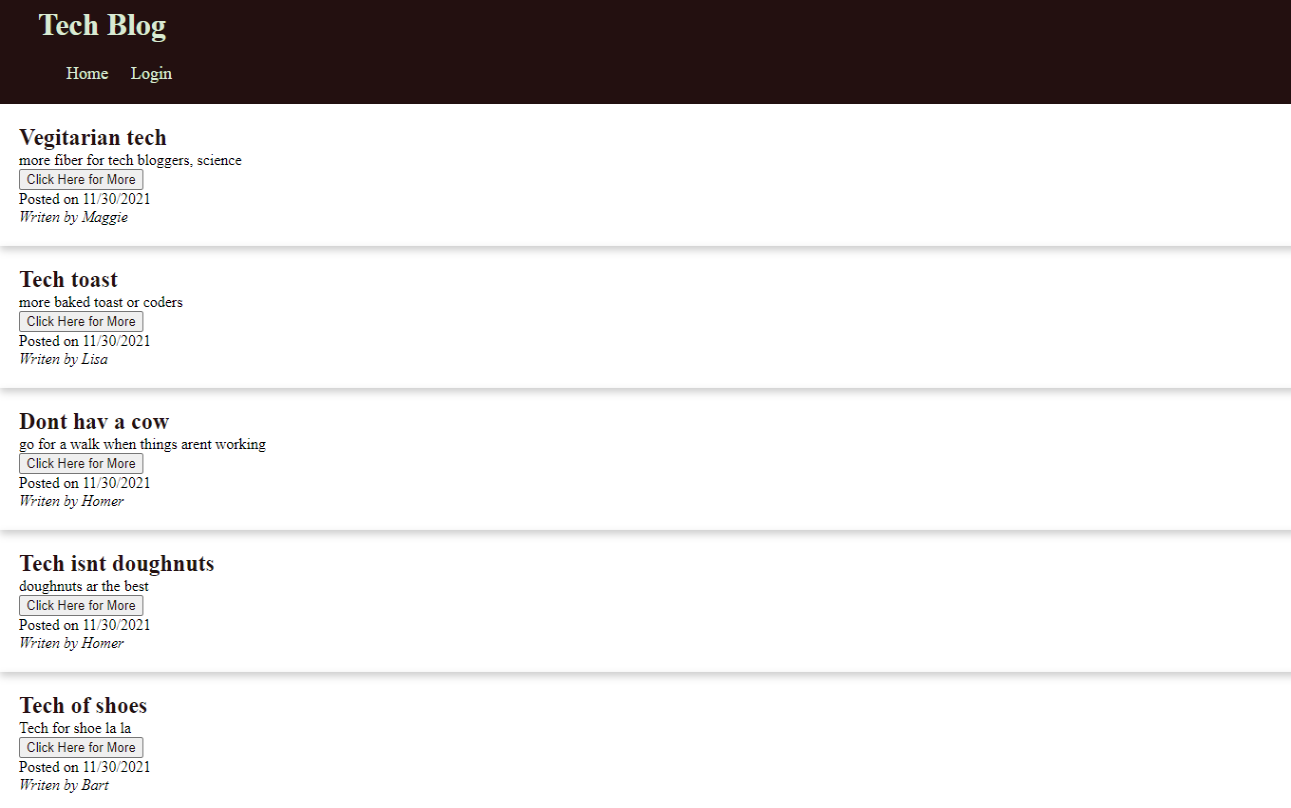 Tech Blog
Home Login
Vegitarian tech
more fiber for tech bloggers, science
Click Here for More
Posted on 11/30/2021
Writen by Maggie
Tech toast
more baked toast or coders
Click Here for More
Posted on 11/30/2021
Writen by Lisa
Dont hav a cow
go for a walk when things arent working
Click Here for More
Posted on 11/30/2021
Writen by Homer
Tech isnt doughnuts
doughnuts ar the best
Click Here for More
Posted on 11/30/2021
Writen by Homer
Tech of shoes
Tech for shoe la la
Click Here for More
Posted on 11/30/2021
Writen by Bart